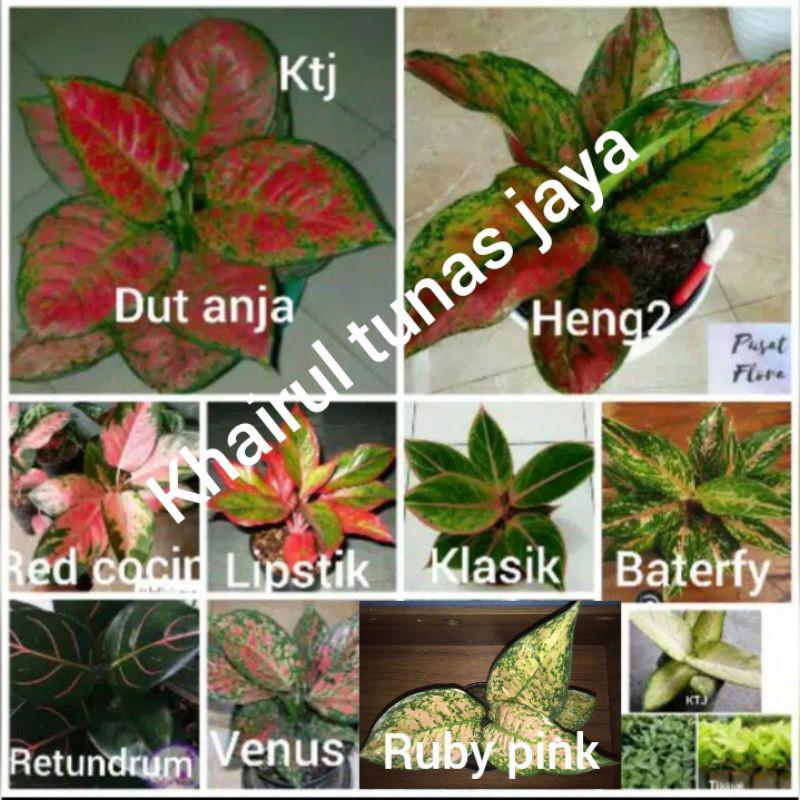 Ktj
Dut anja
Heng2
Khairul tunas jaya
Pusat
Flora
Red cocin
Lipstik
Klasik
Baterfy
Retundrum
Venus
Ruby pink
KTJ
Tissue